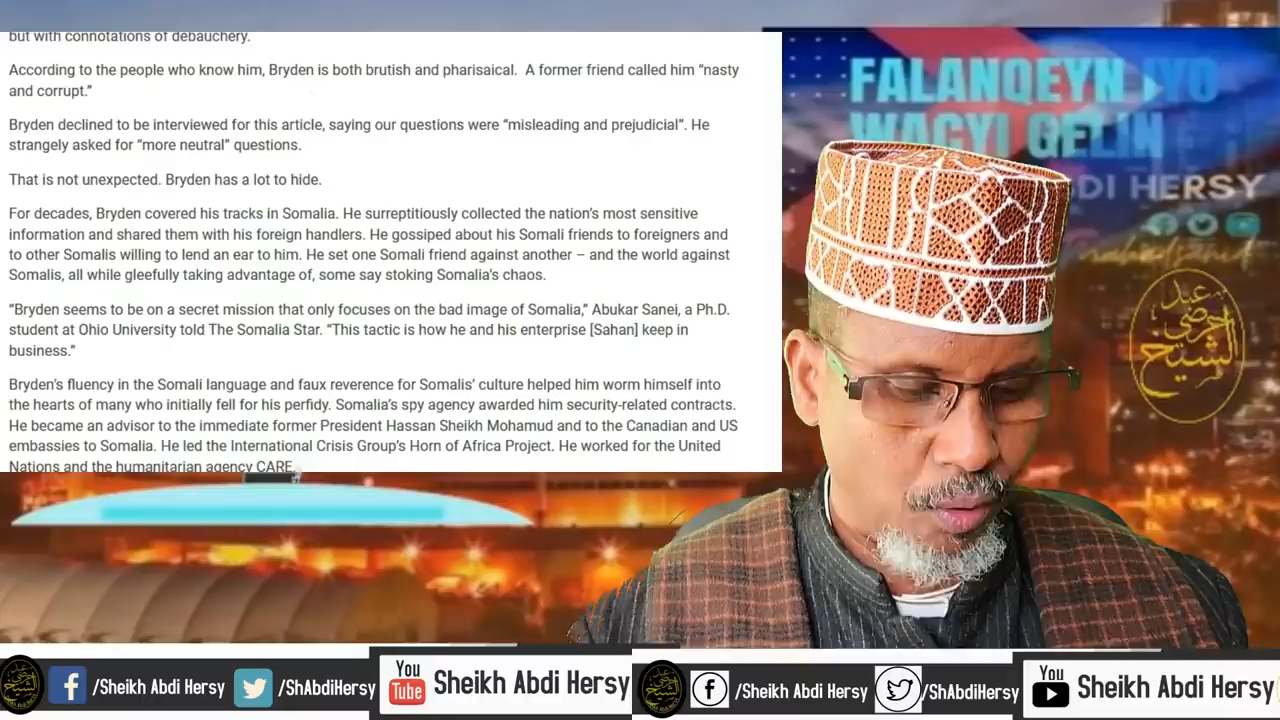 but with connotations of debauchery.
According to the people who know him, Bryden is both brutish and pharisaical. A former friend called him “nasty
and corrupt.”
Bryden declined to be interviewed for this article, saying our questions were “misleading and prejudicial”. He
strangely asked for “more neutral” questions.
That is not unexpected. Bryden has a lot to hide.
For decades, Bryden covered his tracks in Somalia. He surreptitiously collected the nation’s most sensitive
information and shared them with his foreign handlers. He gossiped about his Somali friends to foreigners and
to other Somalis willing to lend an ear to him. He set one Somali friend against another – and the world against
Somalis, all while gleefully taking advantage of, some say stoking Somalia’s chaos.
“Bryden seems to be on a secret mission that only focuses on the bad image of Somalia,” Abukar Sanei, a Ph.D.
student at Ohio University told The Somalia Star. “This tactic is how he and his enterprise [Sahan] keep in
business.”
Bryden’s fluency in the Somali language and faux reverence for Somalis’ culture helped him worm himself into
the hearts of many who initially fell for his perfidy. Somalia’s spy agency awarded him security-related contracts.
He became an advisor to the immediate former President Hassan Sheikh Mohamud and to the Canadian and US
embassies to Somalia. He led the International Crisis Group’s Horn of Africa Project. He worked for the United
Nations and the humanitarian agency CARE.
FALANQEYN IYO
WACYI GELIN
DI HERSY
الشيخ
/Sheikh Abdi Hersy
/ShAbdiHersy
You Tube
Sheikh Abdi Hersy
/Sheikh Abdi Hersy
/ShAbdiHersy
You
Sheikh Abdi Hersy